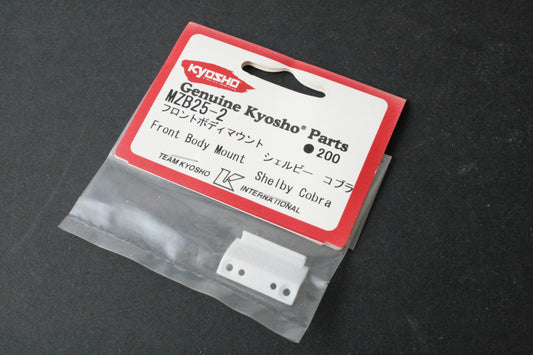 KYOSHO
Genuine Kyosho® Parts
MZB25-2 ●200
フロントボディマウント シェルビー コブラ
Front Body Mount Shelby Cobra
TEAM KYOSHO K INTERNATIONAL